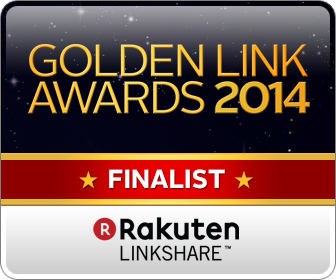 GOLDEN LINK
AWARDS 2014
★ FINALIST ★
R Rakuten
LINKSHARE™